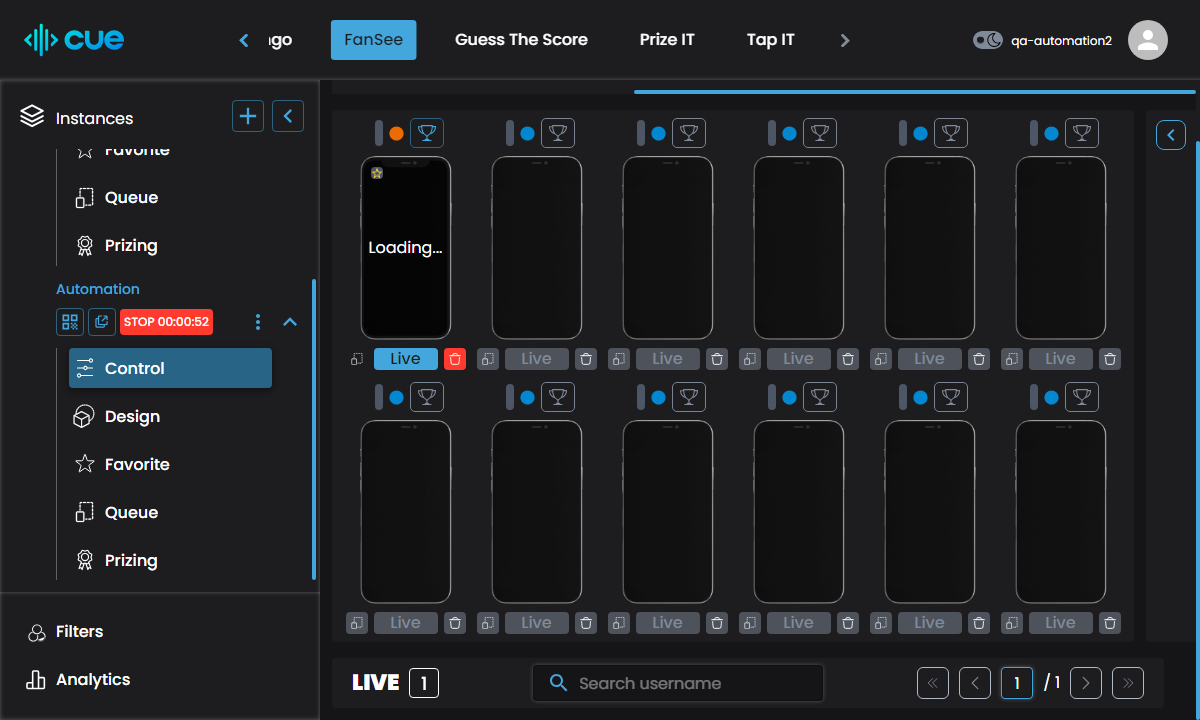 cue
ngo
FanSee
Guess The Score
Prize IT
Tap IT
qa-automation2
Instances
Favorite
Queue
Prizing
Automation
STOP 00:00:52
Control
Design
Favorite
Queue
Prizing
Filters
Analytics
Loading...
Live Live Live Live Live Live
Live Live Live Live Live Live
LIVE 1
Search username
1 / 1